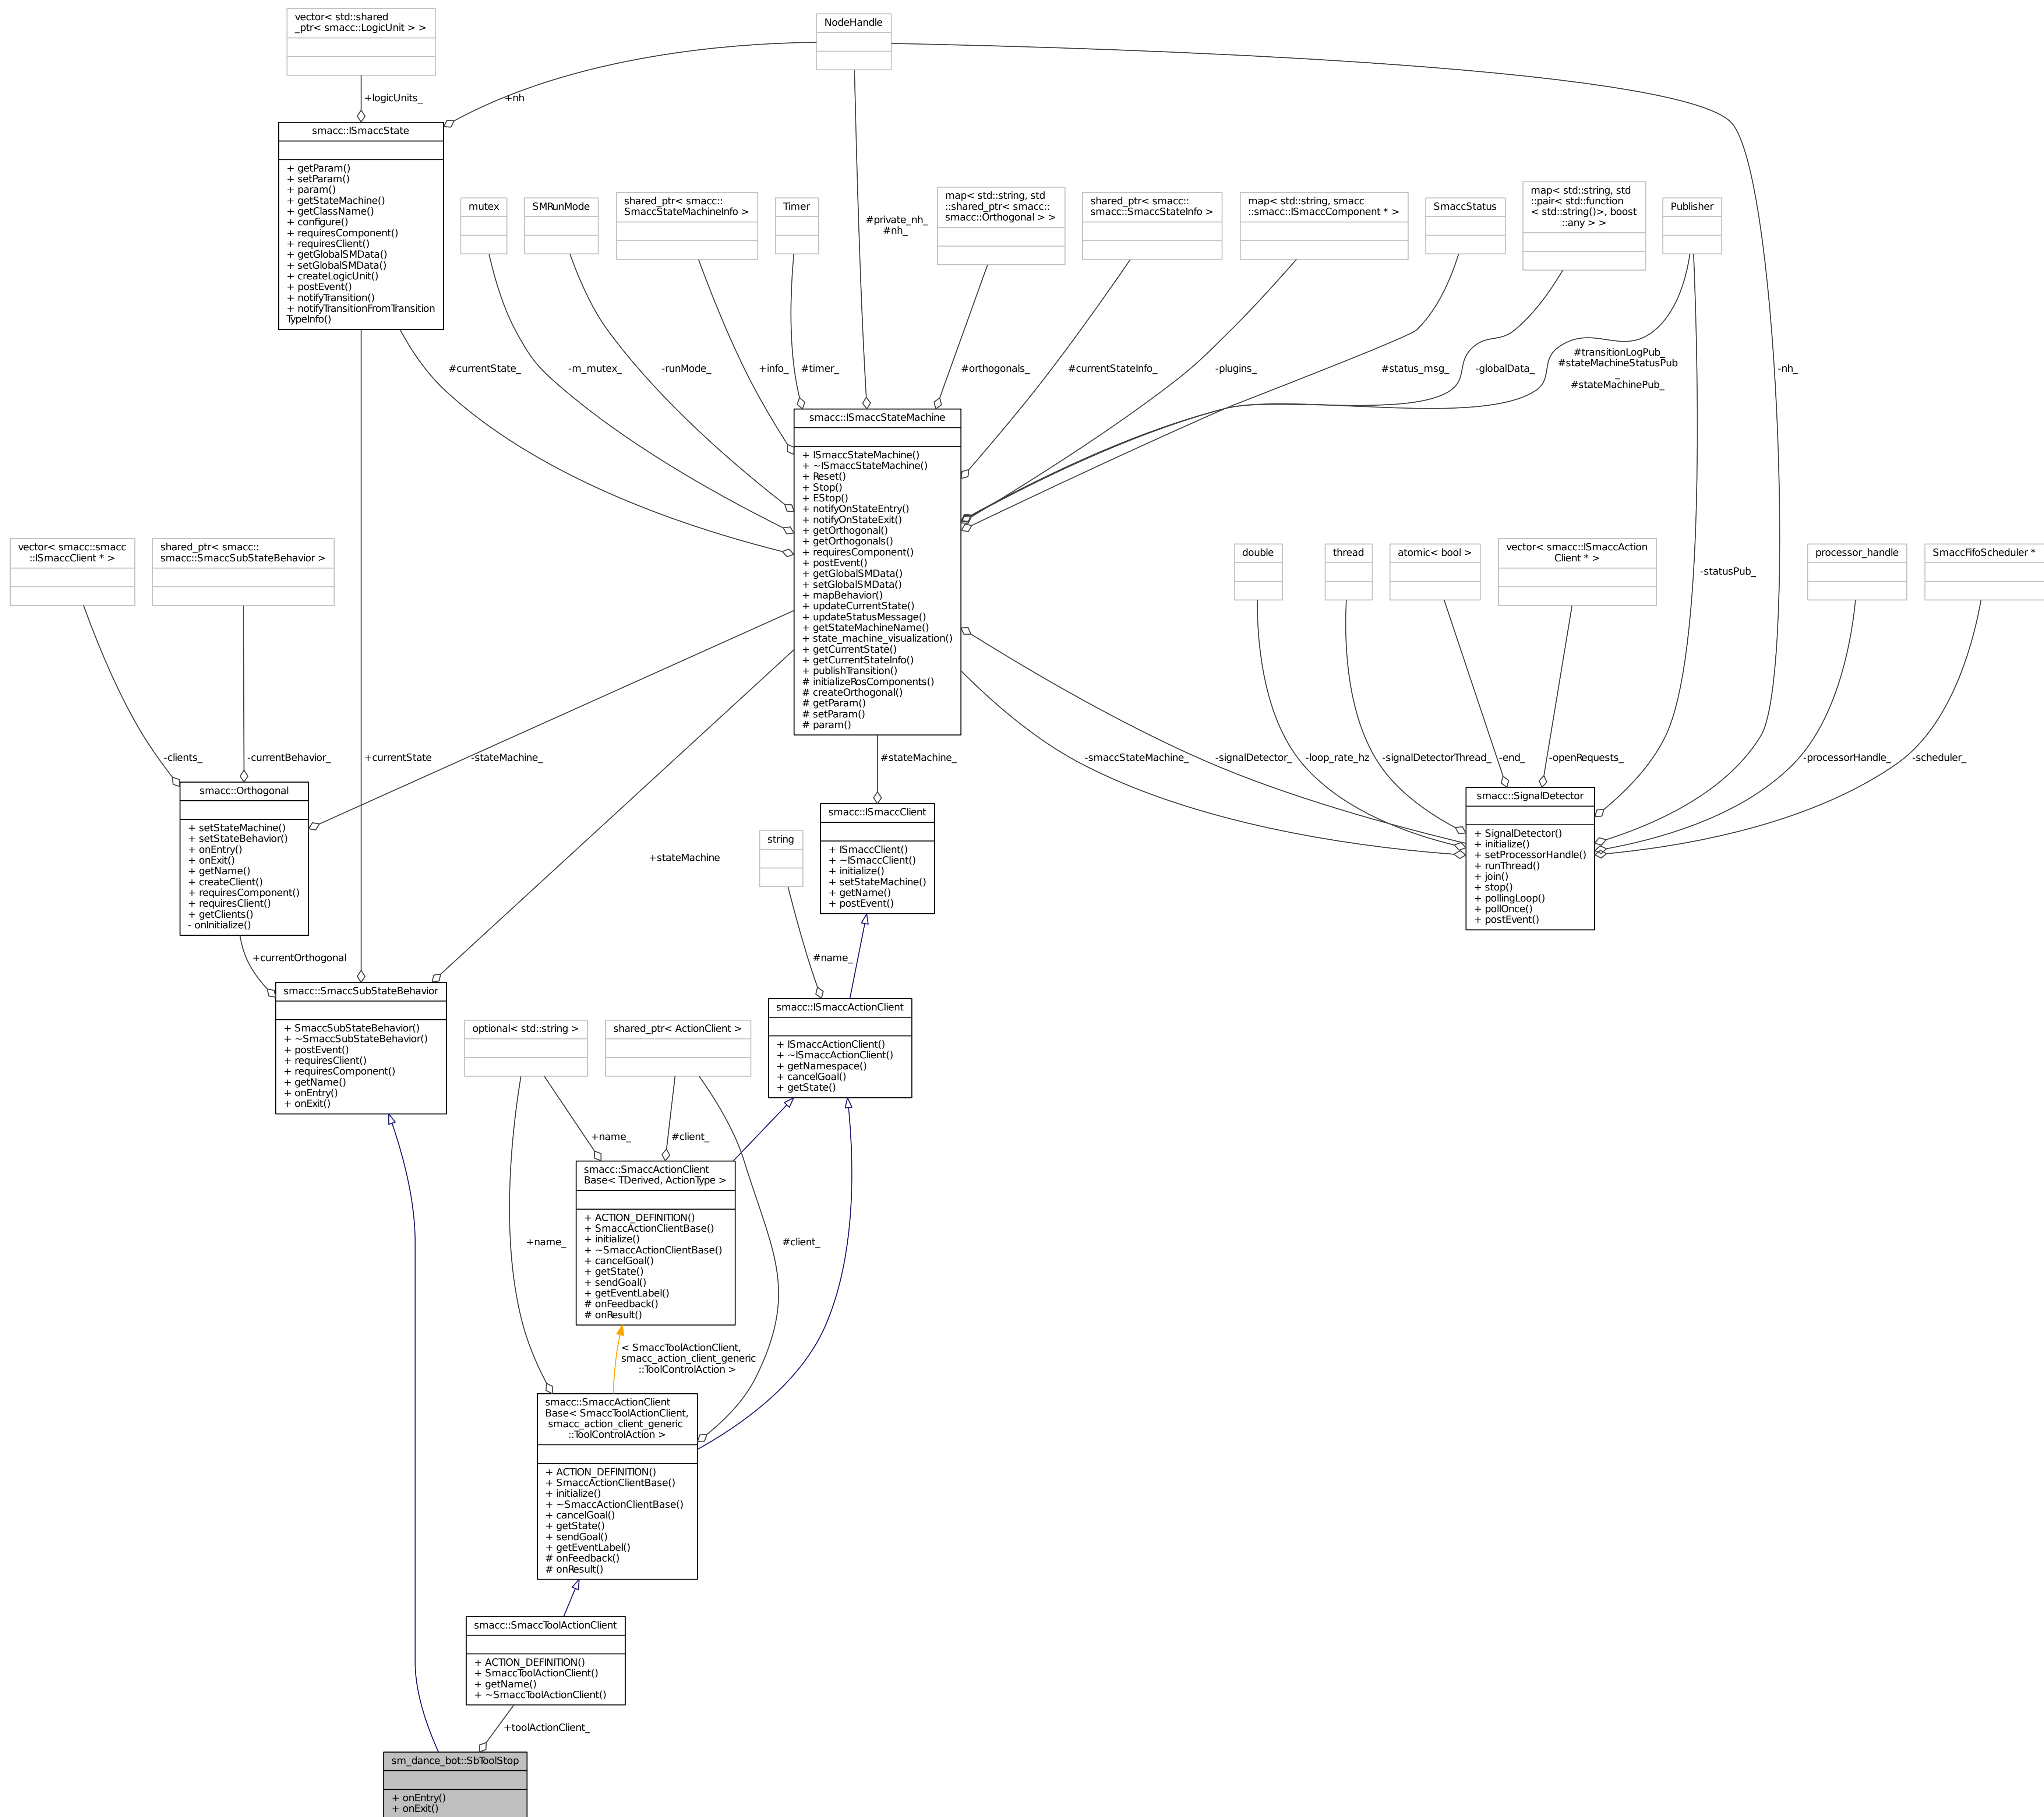 vector< std::shared
_ptr< smacc::LogicUnit > >
NodeHandle
+logicUnits_
+nh
smacc::ISmaccState
+ getParam()
+ setParam()
+ param()
+ getStateMachine()
+ getClassName()
+ configure()
+ requiresComponent()
+ requiresClient()
+ getGlobalSMData()
+ setGlobalSMData()
+ createLogicUnit()
+ postEvent()
+ notifyTransition()
+ notifyTransitionFromTransition
TypeInfo()
mutex
SMRunMode
shared_ptr< smacc::
SmaccStateMachineInfo >
Timer
#private_nh_
#nh_
map< std::string, std
::shared_ptr< smacc::
smacc::Orthogonal > >
shared_ptr< smacc::
smacc::SmaccStateInfo >
map< std::string, smacc
::smacc::ISmaccComponent * >
SmaccStatus
map< std::string, std
::pair< std::function
< std::string()>, boost
::any > >
Publisher
#currentState_
-m_mutex_
-runMode_
+info_
#timer_
#orthogonals_
#currentStateInfo_
-plugins_
#status_msg_
-globalData_
#transitionLogPub_
#stateMachineStatusPub
_
#stateMachinePub_
-nh_
smacc::ISmaccStateMachine
+ ISmaccStateMachine()
+ ~ISmaccStateMachine()
+ Reset()
+ Stop()
+ EStop()
+ notifyOnStateEntry()
+ notifyOnStateExit()
+ getOrthogonal()
+ getOrthogonals()
+ requiresComponent()
+ postEvent()
+ getGlobalSMData()
+ setGlobalSMData()
+ mapBehavior()
+ updateCurrentState()
+ updateStatusMessage()
+ getStateMachineName()
+ state_machine_visualization()
+ getCurrentState()
+ getCurrentStateInfo()
+ publishTransition()
# initializeRosComponents()
# createOrthogonal()
# getParam()
# setParam()
# param()
vector< smacc::smacc
::ISmaccClient * >
shared_ptr< smacc::
smacc::SmaccSubStateBehavior >
double
thread
atomic< bool >
vector< smacc::ISmaccAction
Client * >
-statusPub_
processor_handle
SmaccFifoScheduler *
-clients_
-currentBehavior_
+currentState
-stateMachine_
#stateMachine_
-smaccStateMachine_
-signalDetector_
-loop_rate_hz
-signalDetectorThread_
-end_
-openRequests_
-processorHandle_
-scheduler_
smacc::Orthogonal
+ setStateMachine()
+ setStateBehavior()
+ onEntry()
+ onExit()
+ getName()
+ createClient()
+ requiresComponent()
+ requiresClient()
+ getClients()
- onInitialize()
+stateMachine
string
smacc::ISmaccClient
+ ISmaccClient()
+ ~ISmaccClient()
+ initialize()
+ setStateMachine()
+ getName()
+ postEvent()
smacc::SignalDetector
+ SignalDetector()
+ initialize()
+ setProcessorHandle()
+ runThread()
+ join()
+ stop()
+ pollingLoop()
+ pollOnce()
+ postEvent()
+currentOrthogonal
#name_
smacc::SmaccSubStateBehavior
+ SmaccSubStateBehavior()
+ ~SmaccSubStateBehavior()
+ postEvent()
+ requiresClient()
+ requiresComponent()
+ getName()
+ onEntry()
+ onExit()
optional< std::string >
shared_ptr< ActionClient >
smacc::ISmaccActionClient
+ ISmaccActionClient()
+ ~ISmaccActionClient()
+ getNamespace()
+ cancelGoal()
+ getState()
+name_
#client_
smacc::SmaccActionClient
Base< TDerived, ActionType >
+ ACTION_DEFINITION()
+ SmaccActionClientBase()
+ initialize()
+ ~SmaccActionClientBase()
+ cancelGoal()
+ getState()
+ sendGoal()
+ getEventLabel()
# onFeedback()
# onResult()
+name_
#client_
< SmaccToolActionClient,
smacc_action_client_generic
::ToolControlAction >
smacc::SmaccActionClient
Base< SmaccToolActionClient,
smacc_action_client_generic
::ToolControlAction >
+ ACTION_DEFINITION()
+ SmaccActionClientBase()
+ initialize()
+ ~SmaccActionClientBase()
+ cancelGoal()
+ getState()
+ sendGoal()
+ getEventLabel()
# onFeedback()
# onResult()
smacc::SmaccToolActionClient
+ ACTION_DEFINITION()
+ SmaccToolActionClient()
+ getName()
+ ~SmaccToolActionClient()
+toolActionClient_
sm_dance_bot::SbToolStop
+ onEntry()
+ onExit()